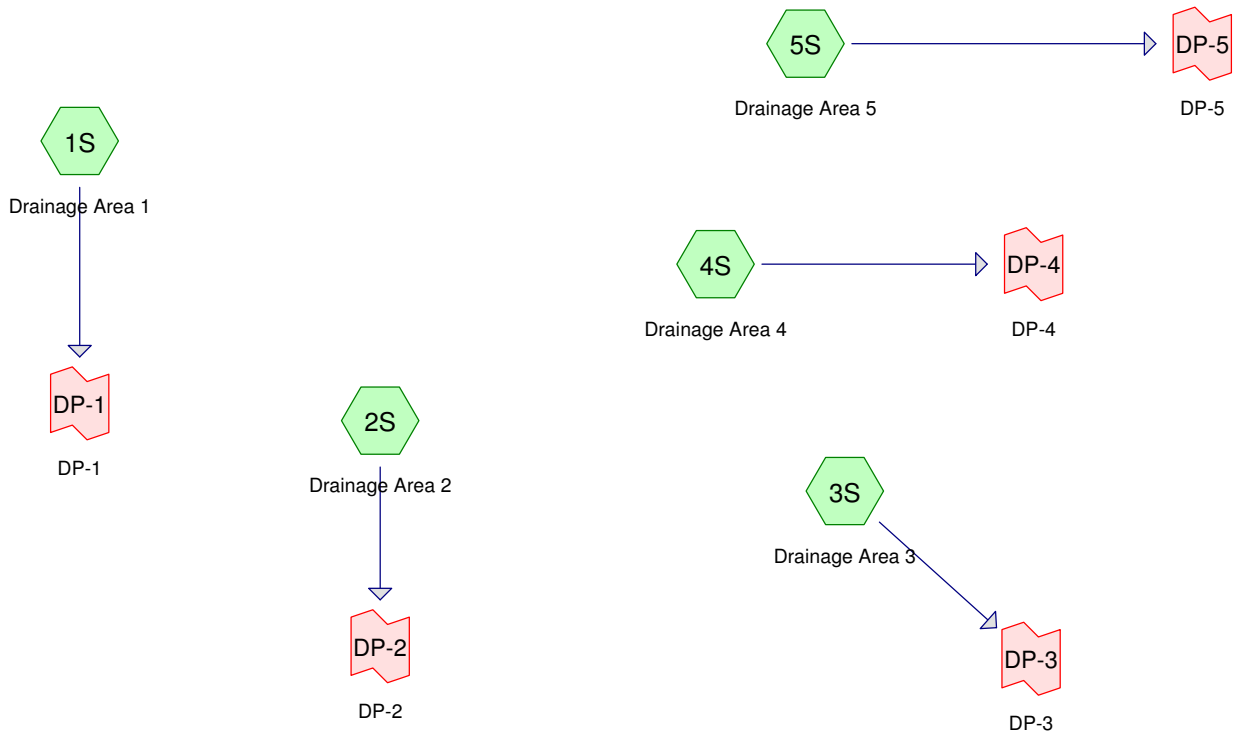 5S
DP-5
Drainage Area 5
DP-5
1S
Drainage Area 1
4S
DP-4
Drainage Area 4
DP-4
DP-1
DP-1
2S
Drainage Area 2
3S
Drainage Area 3
DP-2
DP-2
DP-3
DP-3